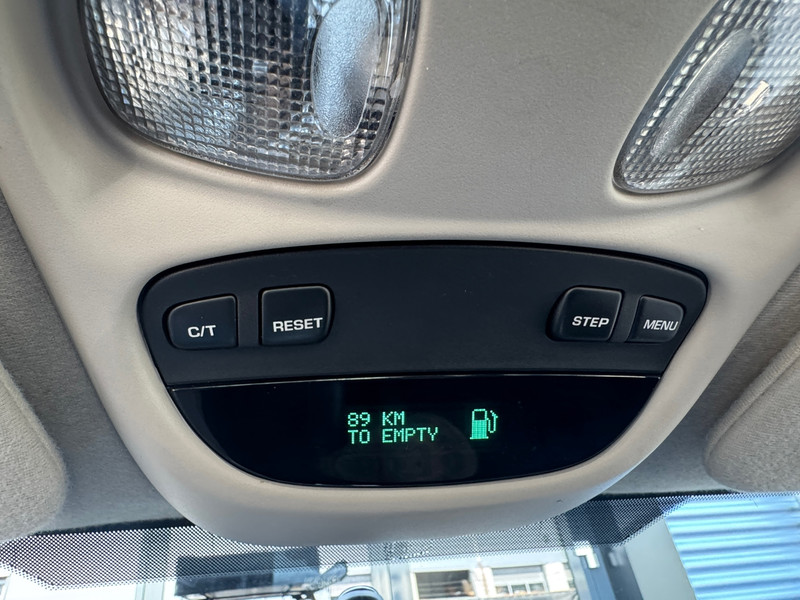 C/T
RESET
STEP
MENU
89 KM
TO EMPTY